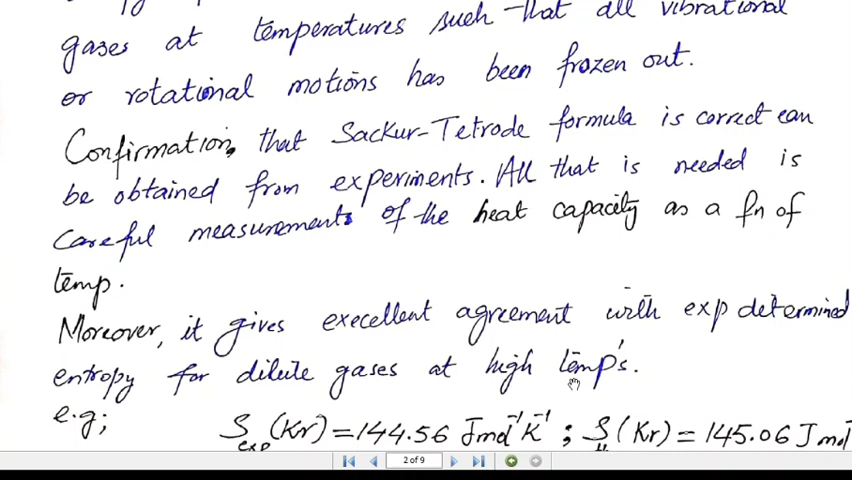 gases at temperatures such that all vibrational
or rotational motions has been frozen out.
Confirmation, that Sackur-Tetrode formula is correct can
be obtained from experiments. All that is needed is
Careful measurements of the heat capacity as a fn of
temp.
Moreover, it gives execellent agreement with exp determined
entropy for dilute gases at high temp's.
e.g;
S exp (Kr) = 144.56 Jmol⁻¹K⁻¹ ; S (Kr) = 145.06 Jmol
2 of 9